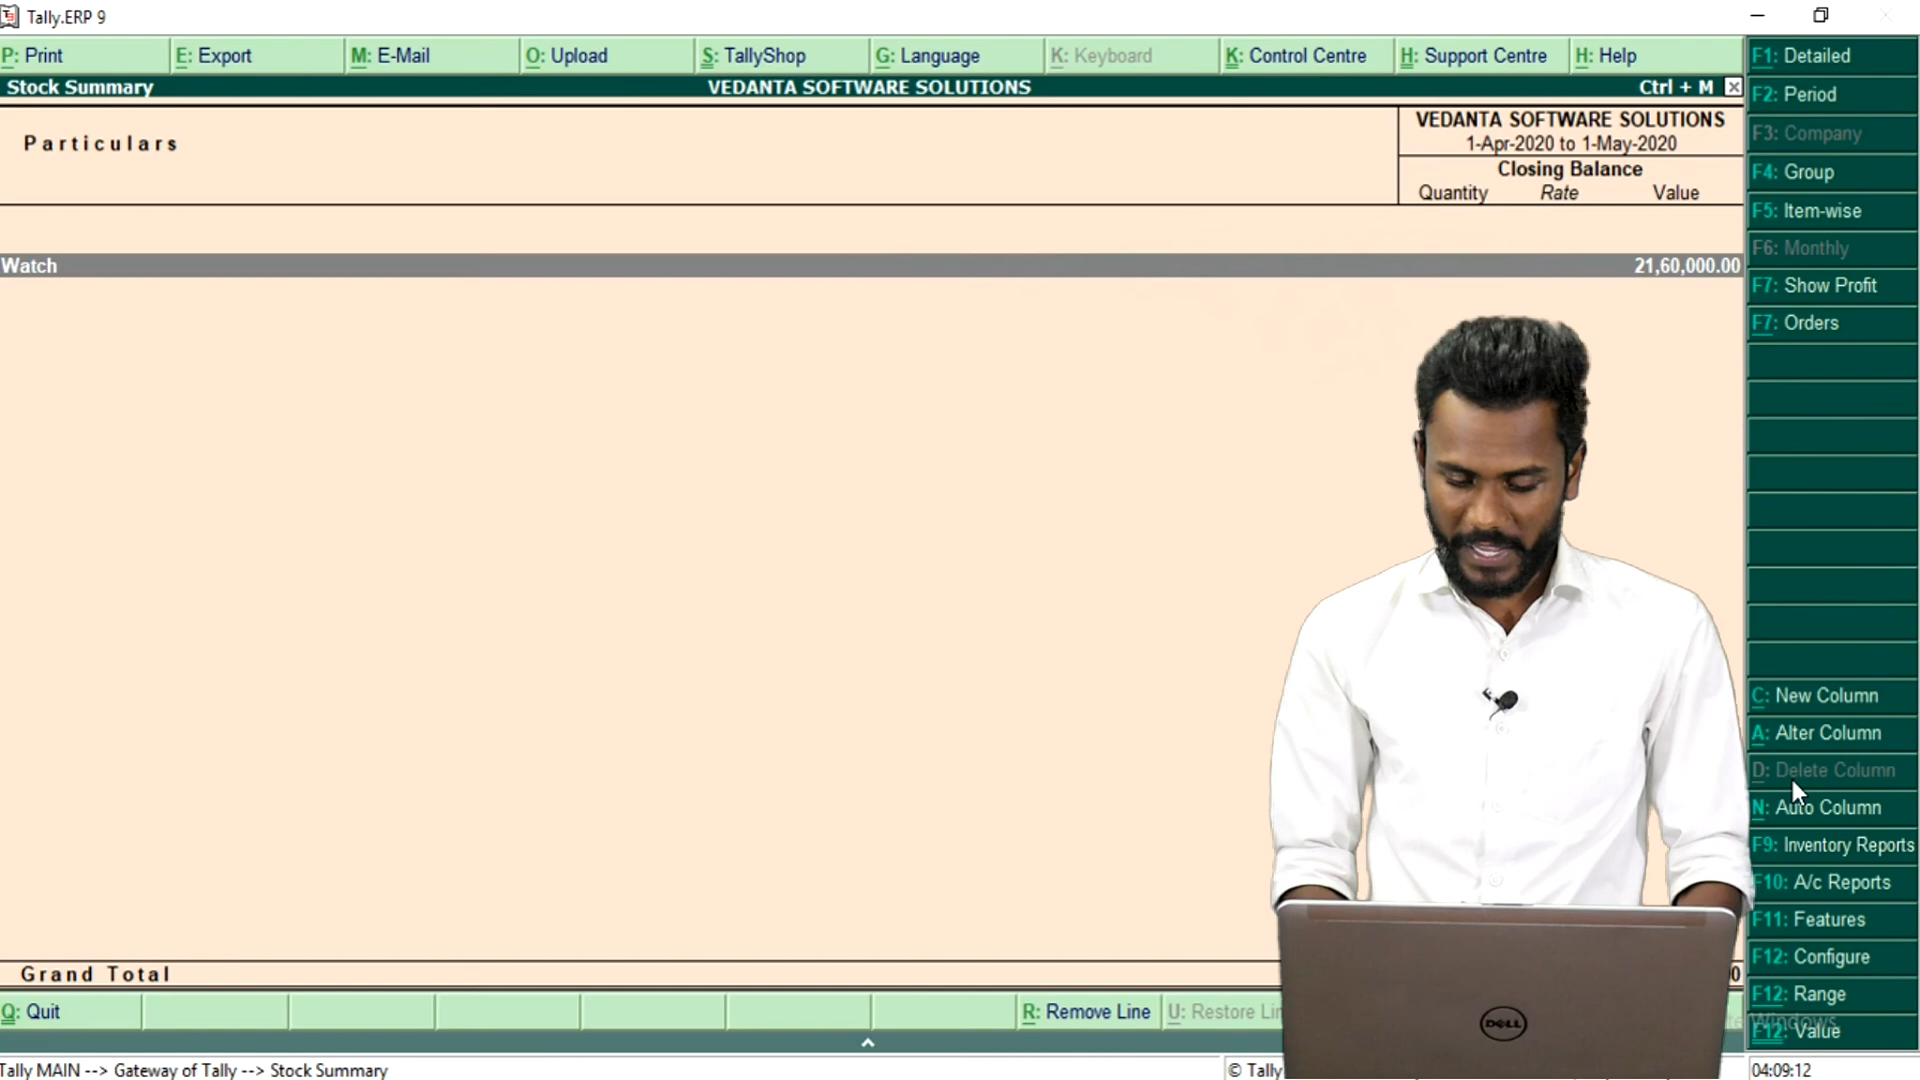 Tally.ERP 9
P: Print
E: Export
M: E-Mail
O: Upload
S: TallyShop
G: Language
K: Keyboard
K: Control Centre
H: Support Centre
H: Help
Stock Summary
VEDANTA SOFTWARE SOLUTIONS
Ctrl + M
Particulars
VEDANTA SOFTWARE SOLUTIONS
1-Apr-2020 to 1-May-2020
Closing Balance
Quantity Rate Value
Watch 21,60,000.00
Grand Total
F1: Detailed
F2: Period
F3: Company
F4: Group
F5: Item-wise
F6: Monthly
F7: Show Profit
F7: Orders
C: New Column
A: Alter Column
D: Delete Column
N: Auto Column
F9: Inventory Reports
F10: A/c Reports
F11: Features
F12: Configure
F12: Range
F12: Value
Windows
Q: Quit
R: Remove Line
U: Restore
DELL
Tally MAIN --> Gateway of Tally --> Stock Summary
© Tally
04:09:12